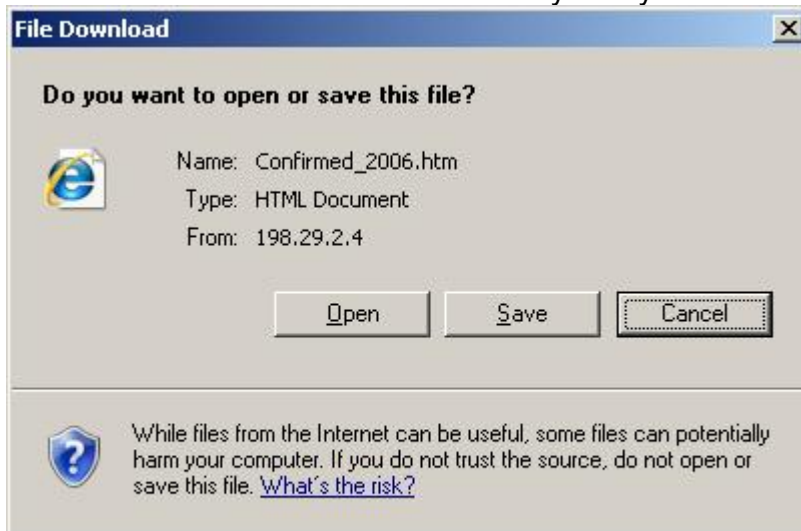 File Download
Do you want to open or save this file?
Name: Confirmed_2006.htm
Type: HTML Document
From: 198.29.2.4
Open Save Cancel
While files from the Internet can be useful, some files can potentially
harm your computer. If you do not trust the source, do not open or
save this file. What's the risk?